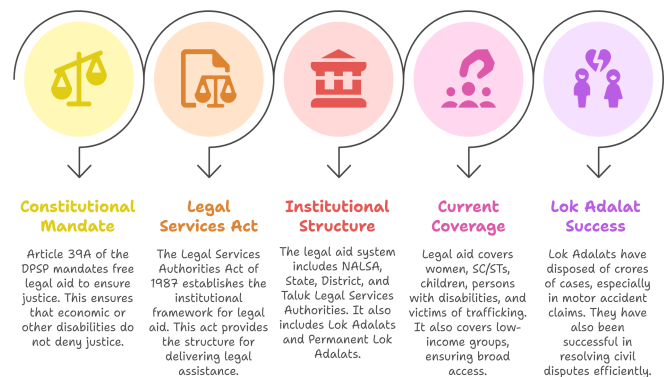 Constitutional
Mandate
Article 39A of the
DPSP mandates free
legal aid to ensure
justice. This ensures
that economic or
other disabilities do
not deny justice.
Legal
Services Act
The Legal Services
Authorities Act of
1987 establishes the
institutional
framework for legal
aid. This act provides
the structure for
delivering legal
assistance.
Institutional
Structure
The legal aid system
includes NALSA,
State, District, and
Taluk Legal Services
Authorities. It also
includes Lok Adalats
and Permanent Lok
Adalats.
Current
Coverage
Legal aid covers
women, SC/STs,
children, persons
with disabilities, and
victims of trafficking.
It also covers low-
income groups,
ensuring broad
access.
Lok Adalat
Success
Lok Adalats have
disposed of crores
of cases, especially
in motor accident
claims. They have
also been
successful in
resolving civil
disputes efficiently.